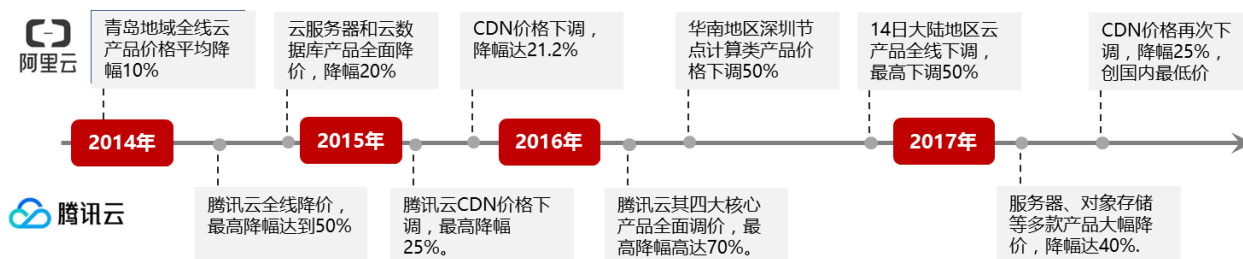 阿里云
青岛地域全线云
产品价格平均降
幅10%
云服务器和云数
据库产品全面降
价，降幅20%
CDN价格下调，
降幅达21.2%
华南地区深圳节
点计算类产品价
格下调50%
14日大陆地区云
产品全线下调，
最高下调50%
CDN价格再次下
调，降幅25%，
创国内最低价
2014年
2015年
2016年
2017年
腾讯云
腾讯云全线降价，
最高降幅达到50%
腾讯云CDN价格下
调，最高降幅
25%。
腾讯云其四大核心
产品全面调价，最
高降幅高达70%。
服务器、对象存储
等多款产品大幅降
价，降幅达40%.